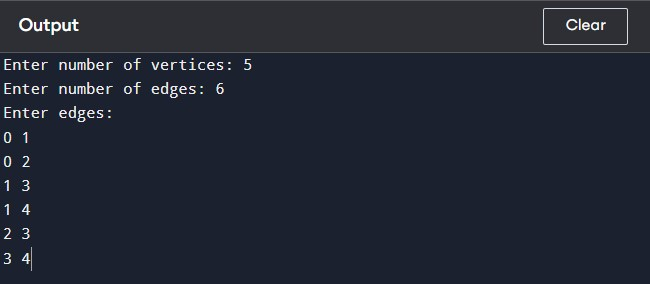 Output
Clear
Enter number of vertices: 5
Enter number of edges: 6
Enter edges:
0 1
0 2
1 3
1 4
2 3
3 4